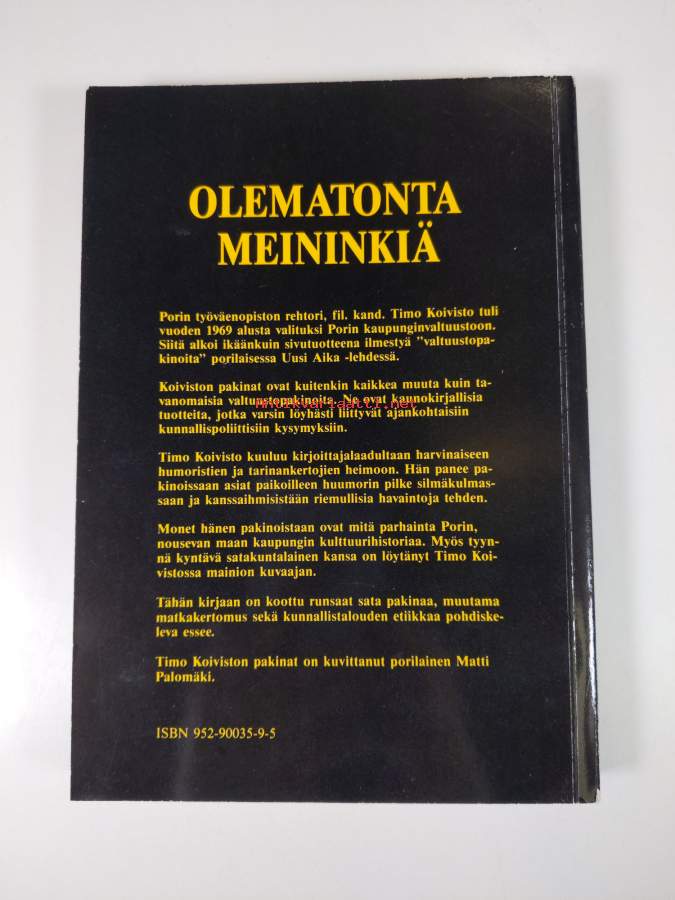 OLEMATONTA
MEININKIÄ
Porin työväenopiston rehtori, fil. kand. Timo Koivisto tuli
vuoden 1969 alusta valituksi Porin kaupunginvaltuustoon.
Siitä alkoi ikäänkuin sivutuotteena ilmestyä "valtuustopa-
kinoita" porilaisessa Uusi Aika -lehdessä.
Koiviston pakinat ovat kuitenkin kaikkea muuta kuin ta-
vanomaisia valtuustopakinoita. Ne ovat kaunokirjallisia
Antikvariaatti.net
tuotteita, jotka varsin löyhästi liittyvät ajankohtaisiin
kunnallispoliittisiin kysymyksiin.
Timo Koivisto kuuluu kirjoittajalaadultaan harvinaiseen
humoristien ja tarinankertojien heimoon. Hän panee pa-
kinoissaan asiat paikoilleen huumorin pilke silmäkulmas-
saan ja kanssaihmisistään riemullisia havaintoja tehden.
Monet hänen pakinoistaan ovat mitä parhainta Porin,
nousevan maan kaupungin kulttuurihistoriaa. Myös tyyn-
nä kyntävä satakuntalainen kansa on löytänyt Timo Koi-
vistossa mainion kuvaajan.
Tähän kirjaan on koottu runsaat sata pakinaa, muutama
matkakertomus sekä kunnallistalouden etiikkaa pohdiske-
leva essee.
Timo Koiviston pakinat on kuvittanut porilainen Matti
Palomäki.
ISBN 952-90035-9-5